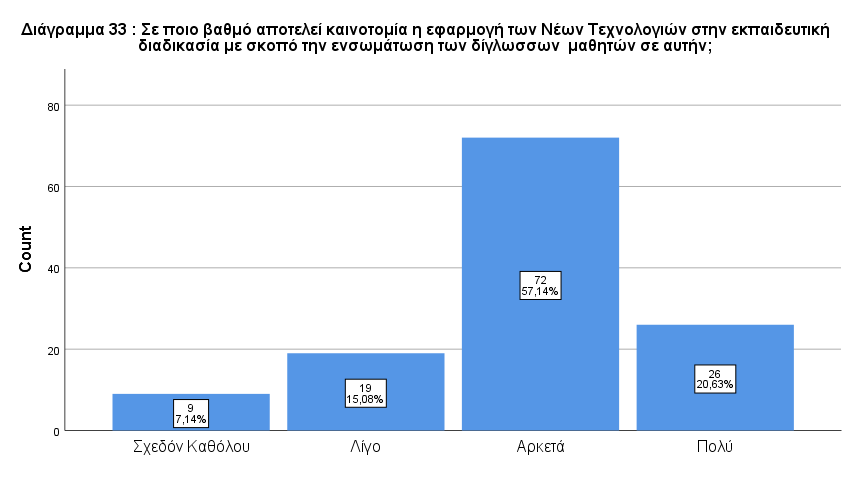 Διάγραμμα 33 : Σε ποιο βαθμό αποτελεί καινοτομία η εφαρμογή των Νέων Τεχνολογιών στην εκπαιδευτική
διαδικασία με σκοπό την ενσωμάτωση των δίγλωσσων μαθητών σε αυτήν;
Count
80
60
40
20
0
9
7,14%
19
15,08%
72
57,14%
26
20,63%
Σχεδόν Καθόλου
Λίγο
Αρκετά
Πολύ